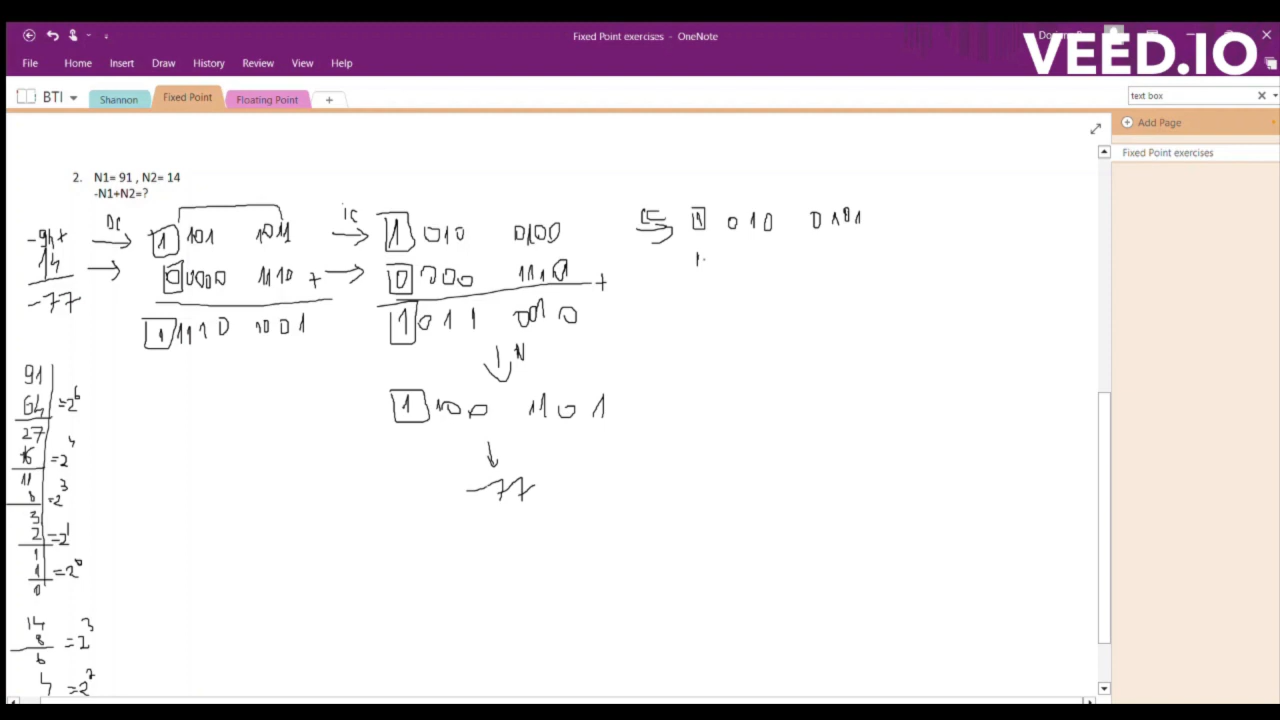 Fixed Point exercises - OneNote
VEED.IO
File Home Insert Draw History Review View Help
BTI Shannon Fixed Point Floating Point +
text box
Add Page
Fixed Point exercises
2. N1= 91 , N2= 14
-N1+N2=?
-91+
14
-77
DC
1 101 1011
0 000 1110 +
1 1110 1001
IC
1 010 0100
0 000 1110 +
1 011 0010
N
1 100 1101
-77
CC
1 010 0101
91
64 =2^6
27
16 =2^4
11
8 =2^3
3
2 =2^1
1
1 =2^0
0
14
8 =2^3
6
4 =2^2